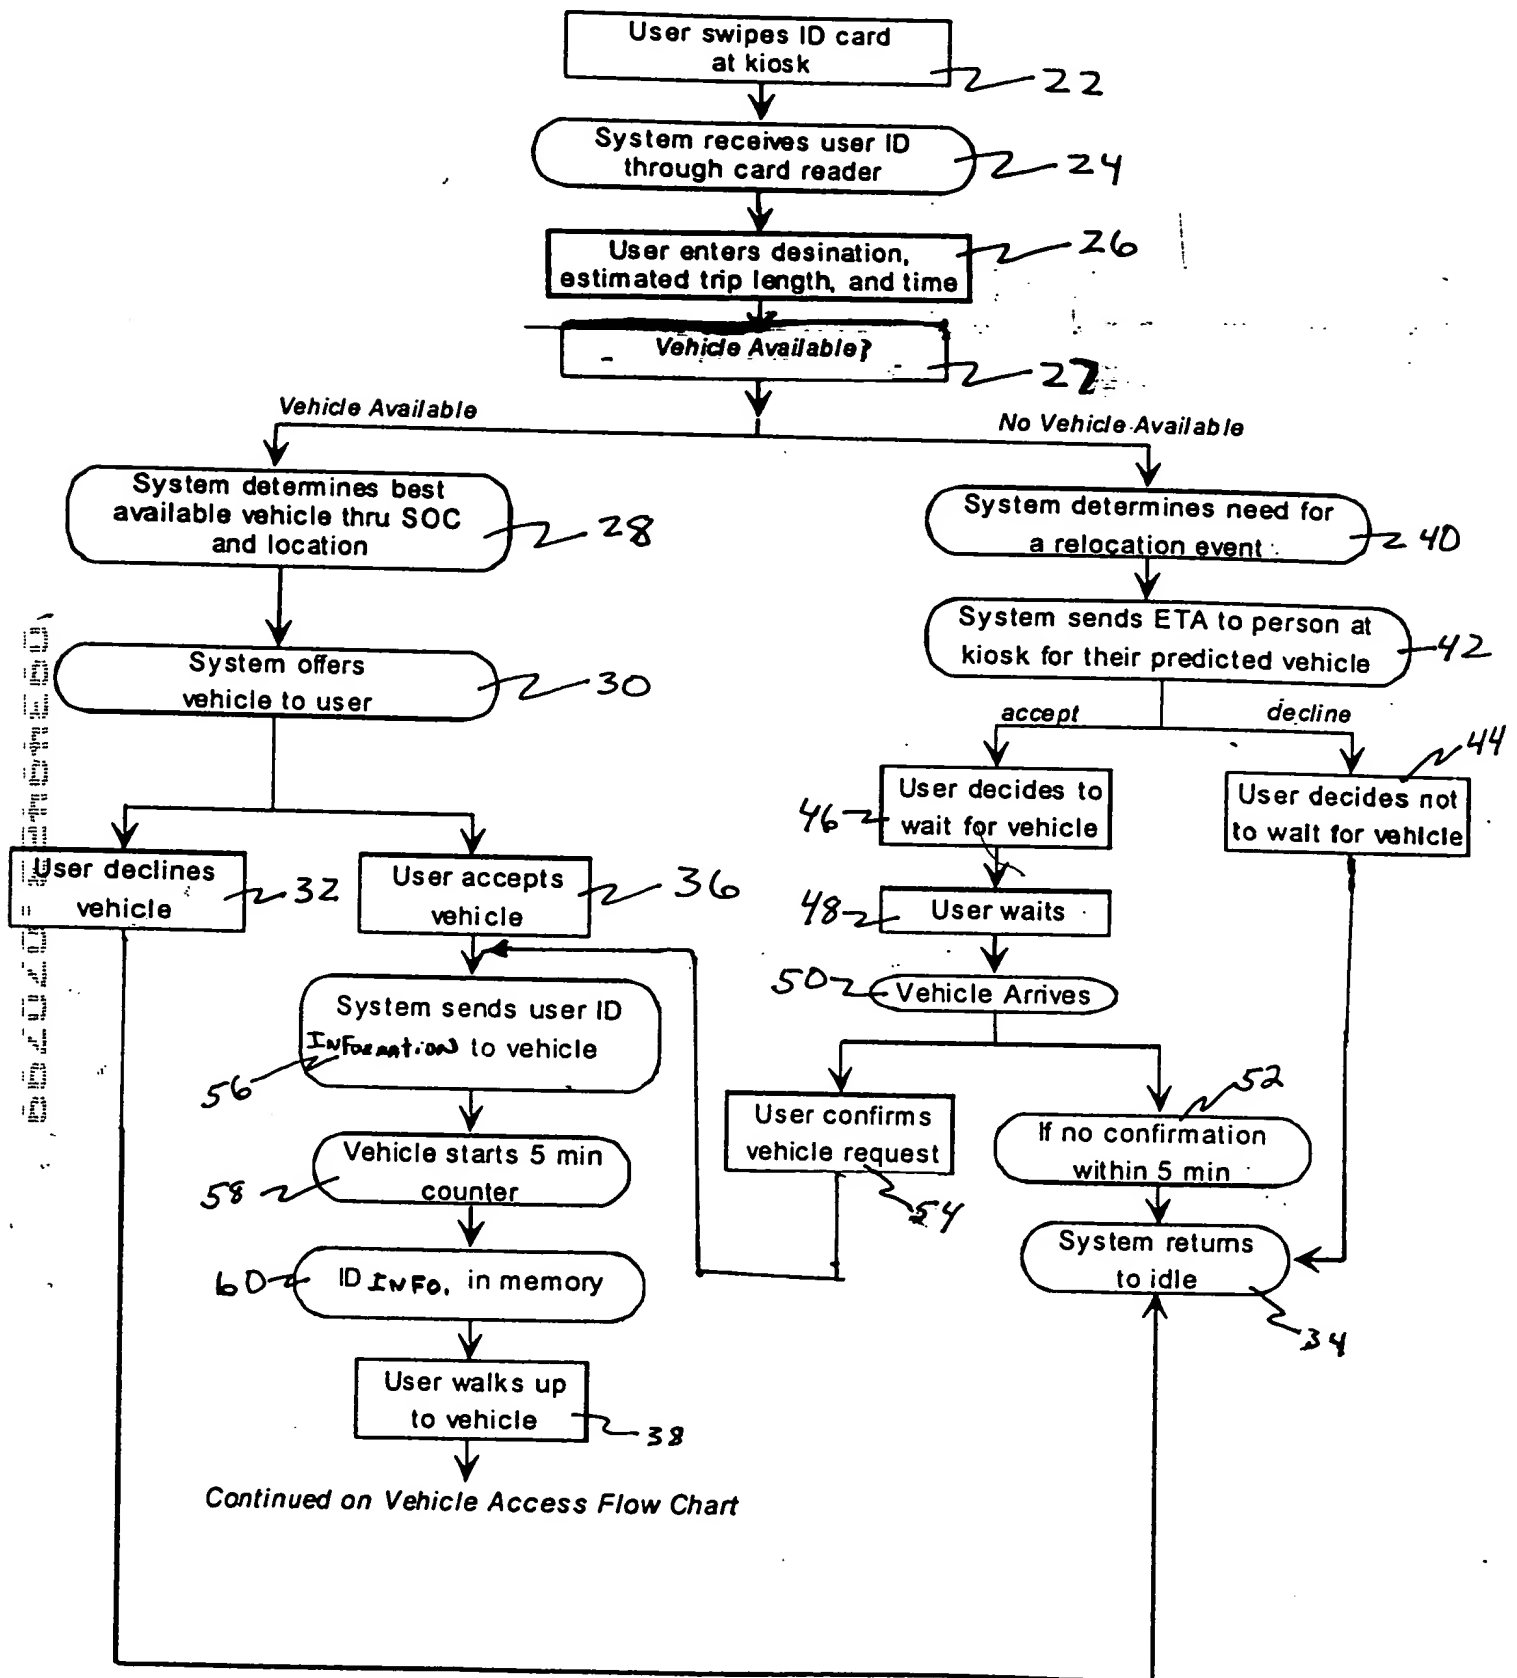 User swipes ID card
at kiosk
22
System receives user ID
through card reader
24
User enters desination,
estimated trip length, and time
26
Vehicle Available?
27
Vehicle Available
No Vehicle Available
System determines best
available vehicle thru SOC
and location
28
System determines need for
a relocation event
40
System offers
vehicle to user
30
System sends ETA to person at
kiosk for their predicted vehicle
42
accept
decline
44
User decides to
wait for vehicle
46
User decides not
to wait for vehicle
User declines
vehicle
32
User accepts
vehicle
36
48
User waits
50
Vehicle Arrives
System sends user ID
INFORMATION to vehicle
56
User confirms
vehicle request
54
52
If no confirmation
within 5 min
Vehicle starts 5 min
counter
58
System returns
to idle
34
60
ID INFO. in memory
User walks up
to vehicle
38
Continued on Vehicle Access Flow Chart